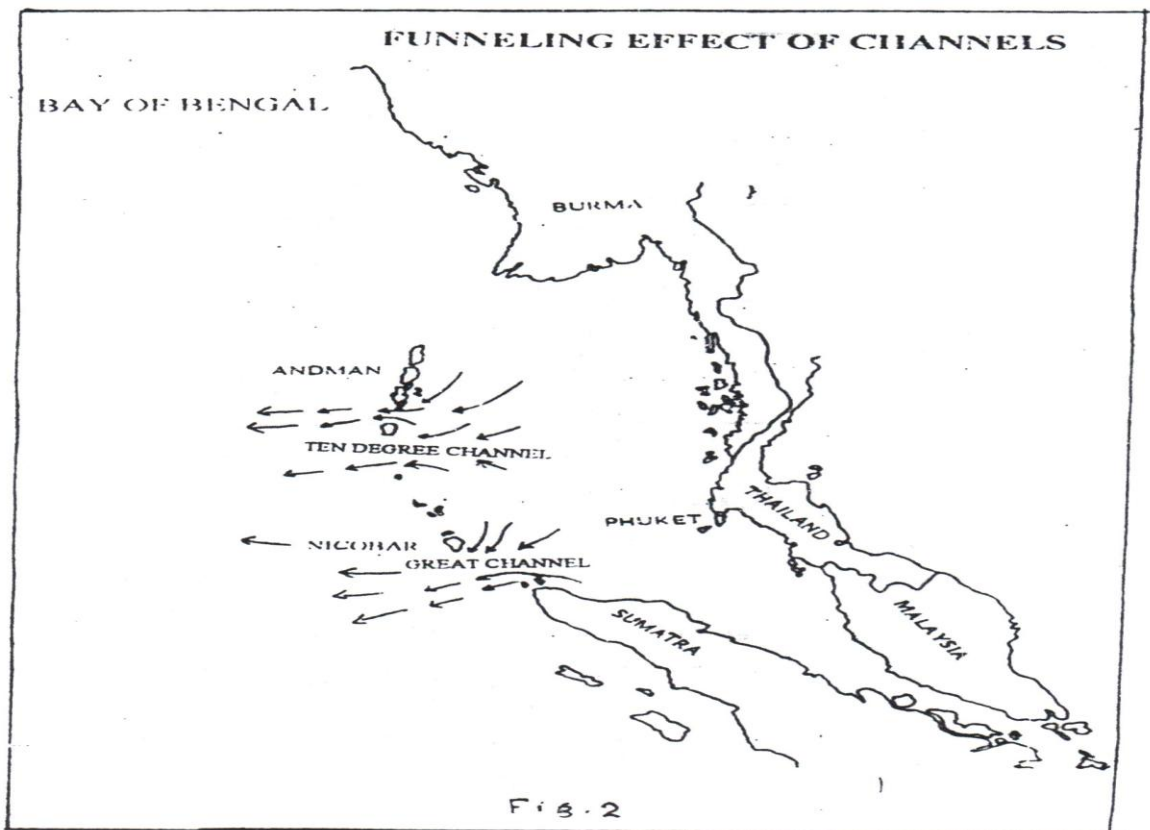 FUNNELING EFFECT OF CHANNELS
BAY OF BENGAL
BURMA
ANDMAN
TEN DEGREE CHANNEL
PHUKET
THAILAND
NICOBAR
GREAT CHANNEL
SUMATRA
MALAYSIA
Fig. 2